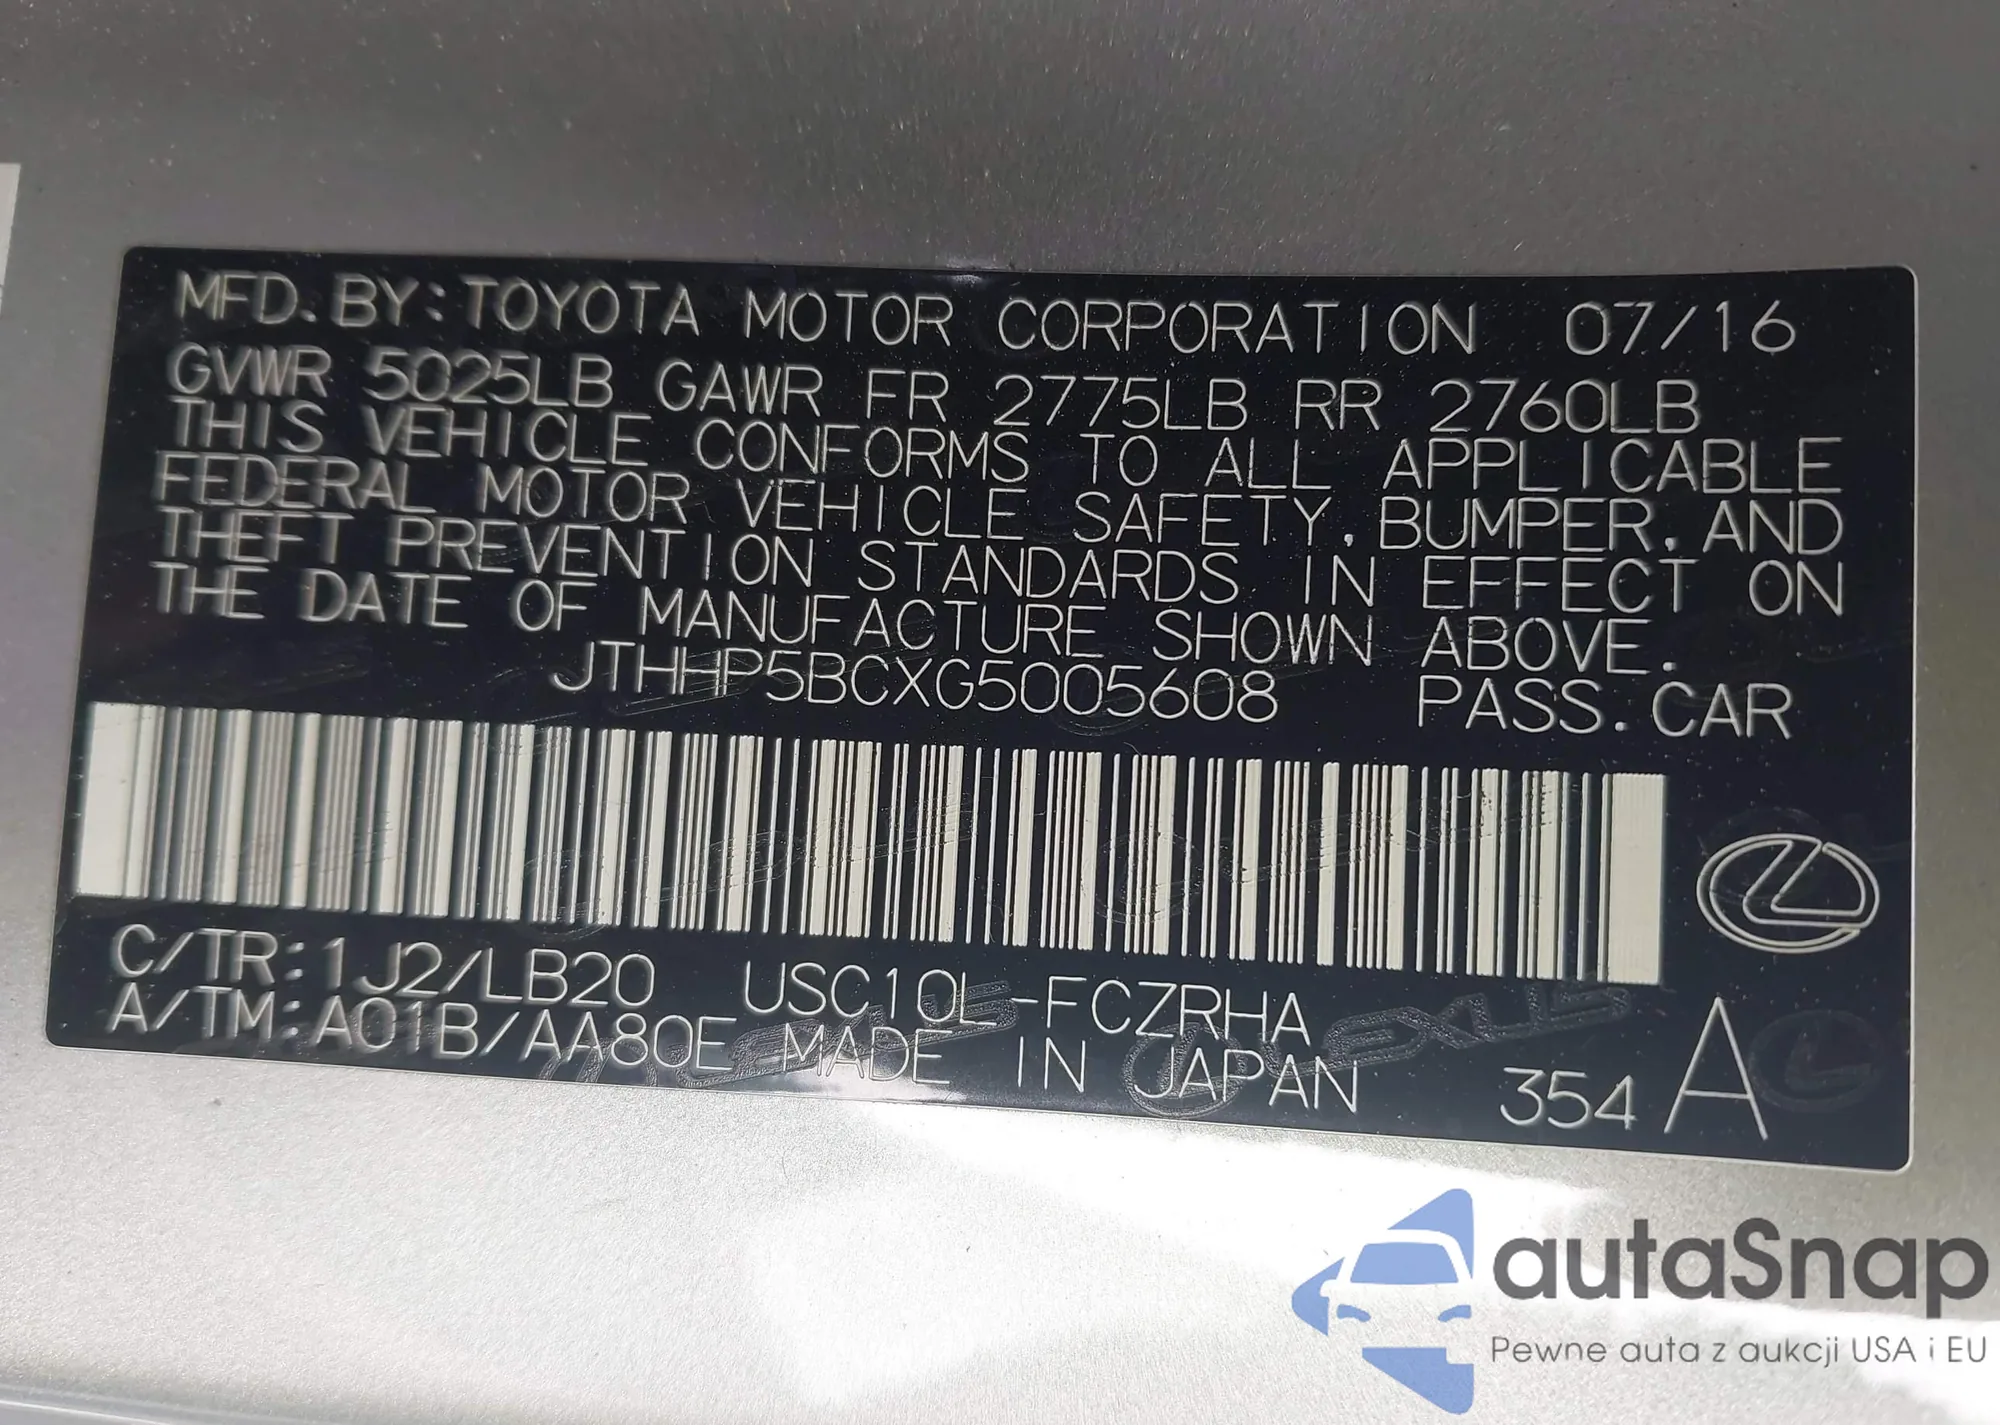 MFD. BY: TOYOTA MOTOR CORPORATION 07/16
GVWR 5025LB GAWR FR 2775LB RR 2760LB
THIS VEHICLE CONFORMS TO ALL APPLICABLE
FEDERAL MOTOR VEHICLE SAFETY, BUMPER, AND
THEFT PREVENTION STANDARDS IN EFFECT ON
THE DATE OF MANUFACTURE SHOWN ABOVE.
JTHHP5BCXG5005608 PASS. CAR
C/TR: 1J2/LB20 USC10L-FCZRHA
A/TM: A01B/AA80E MADE IN JAPAN 354 A
autaSnap
Pewne auta z aukcji USA i EU